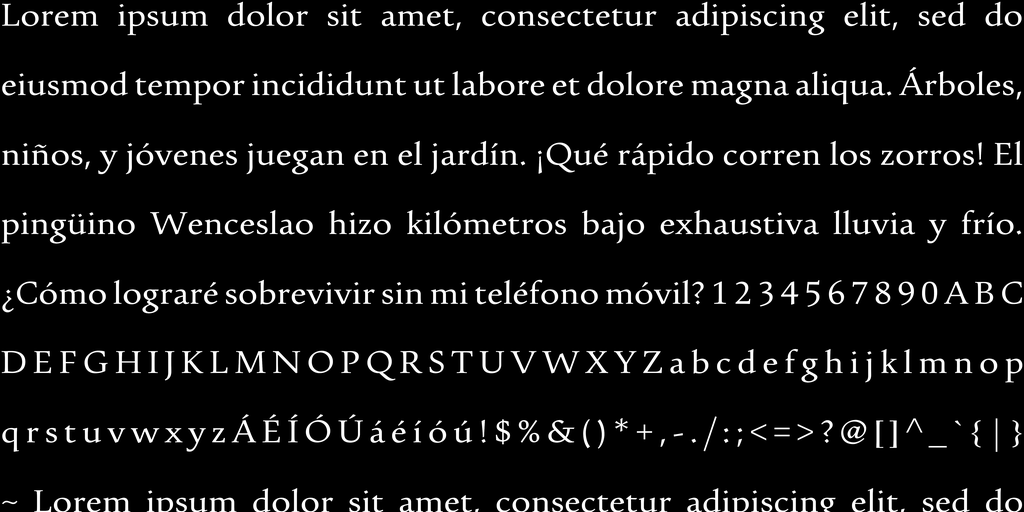 Lorem ipsum dolor sit amet, consectetur adipiscing elit, sed do
eiusmod tempor incididunt ut labore et dolore magna aliqua. Árboles,
niños, y jóvenes juegan en el jardín. ¡Qué rápido corren los zorros! El
pingüino Wenceslao hizo kilómetros bajo exhaustiva lluvia y frío.
¿Cómo lograré sobrevivir sin mi teléfono móvil? 1 2 3 4 5 6 7 8 9 0 A B C
D E F G H I J K L M N O P Q R S T U V W X Y Z a b c d e f g h i j k l m n o p
q r s t u v w x y z Á É Í Ó Ú á é í ó ú ! $ % & ( ) * + , - . / : ; < = > ? @ [ ] ^ _ ` { | }
~ Lorem ipsum dolor sit amet, consectetur adipiscing elit, sed do